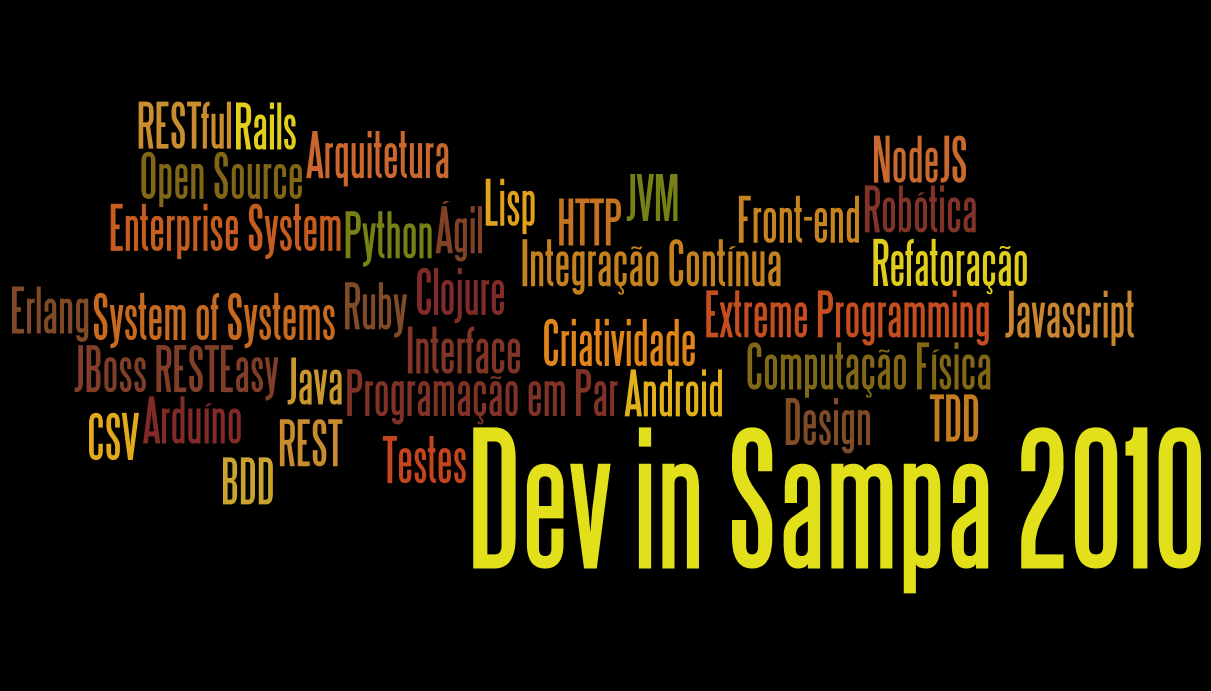 RESTful
Rails
Arquitetura
NodeJS
Open Source
Lisp
HTTP
JVM
Front-end
Robótica
Enterprise System
Python
Ágil
Integração Contínua
Refatoração
Erlang
System of Systems
Ruby
Clojure
Extreme Programming
Javascript
JBoss RESTEasy
Java
Interface
Criatividade
Computação Física
Programação em Par
Android
CSV
Arduíno
REST
Design
TDD
BDD
Testes
Dev in Sampa 2010